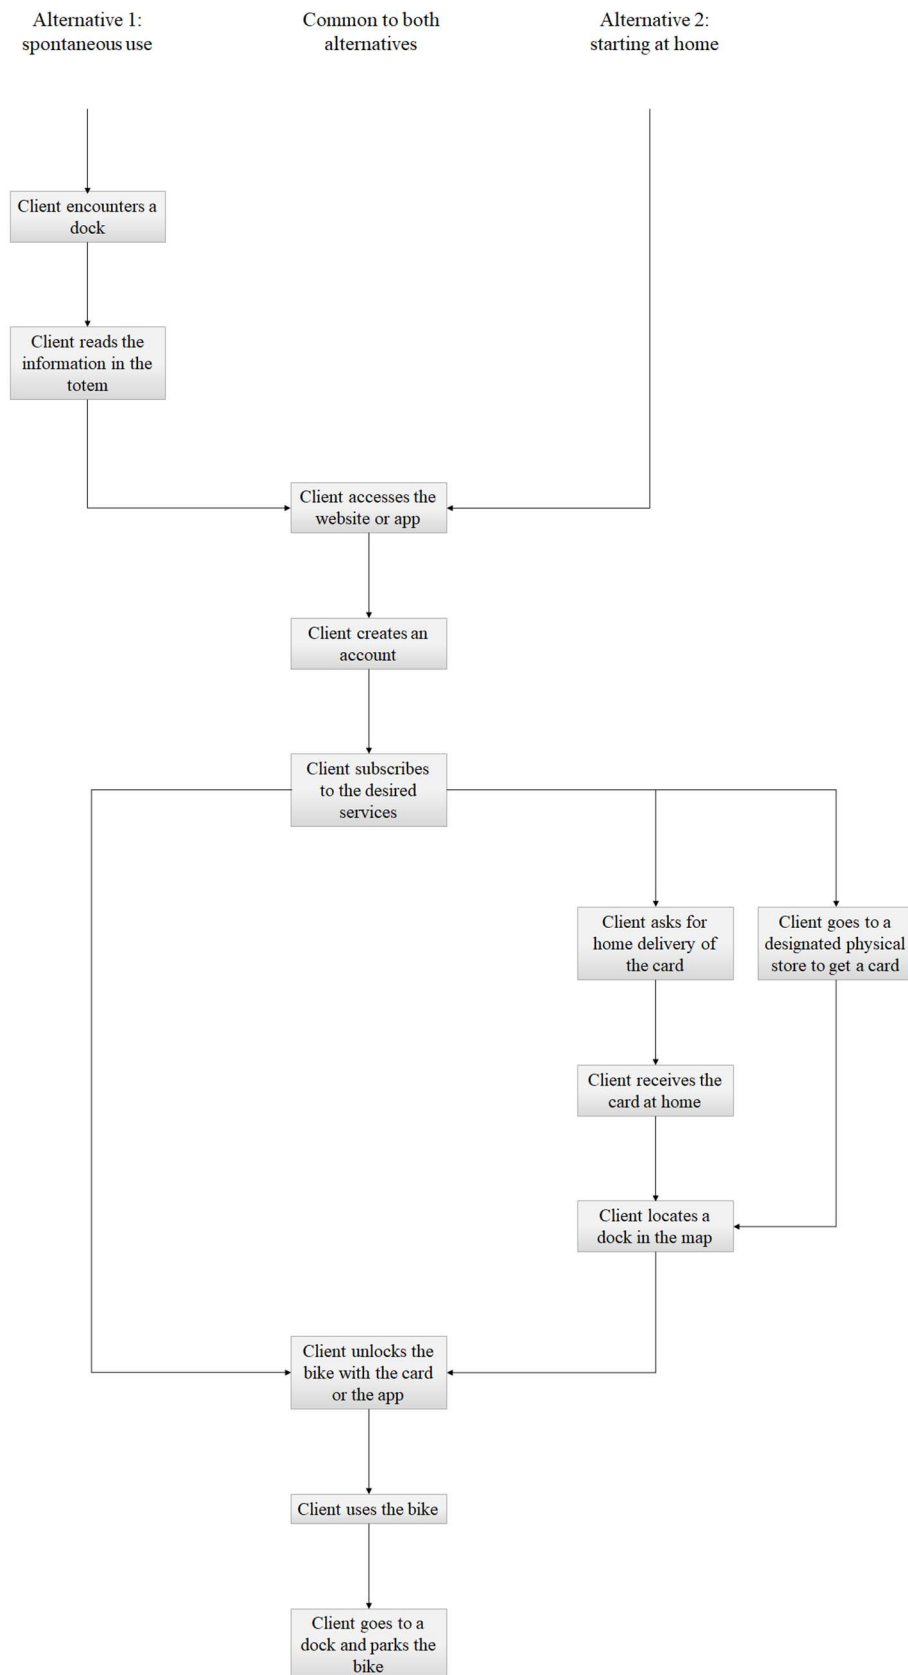 Alternative 1:
spontaneous use
Common to both
alternatives
Alternative 2:
starting at home
Client encounters a
dock
Client reads the
information in the
totem
Client accesses the
website or app
Client creates an
account
Client subscribes
to the desired
services
Client asks for
home delivery of
the card
Client goes to a
designated physical
store to get a card
Client receives the
card at home
Client locates a
dock in the map
Client unlocks the
bike with the card
or the app
Client uses the bike
Client goes to a
dock and parks the
bike